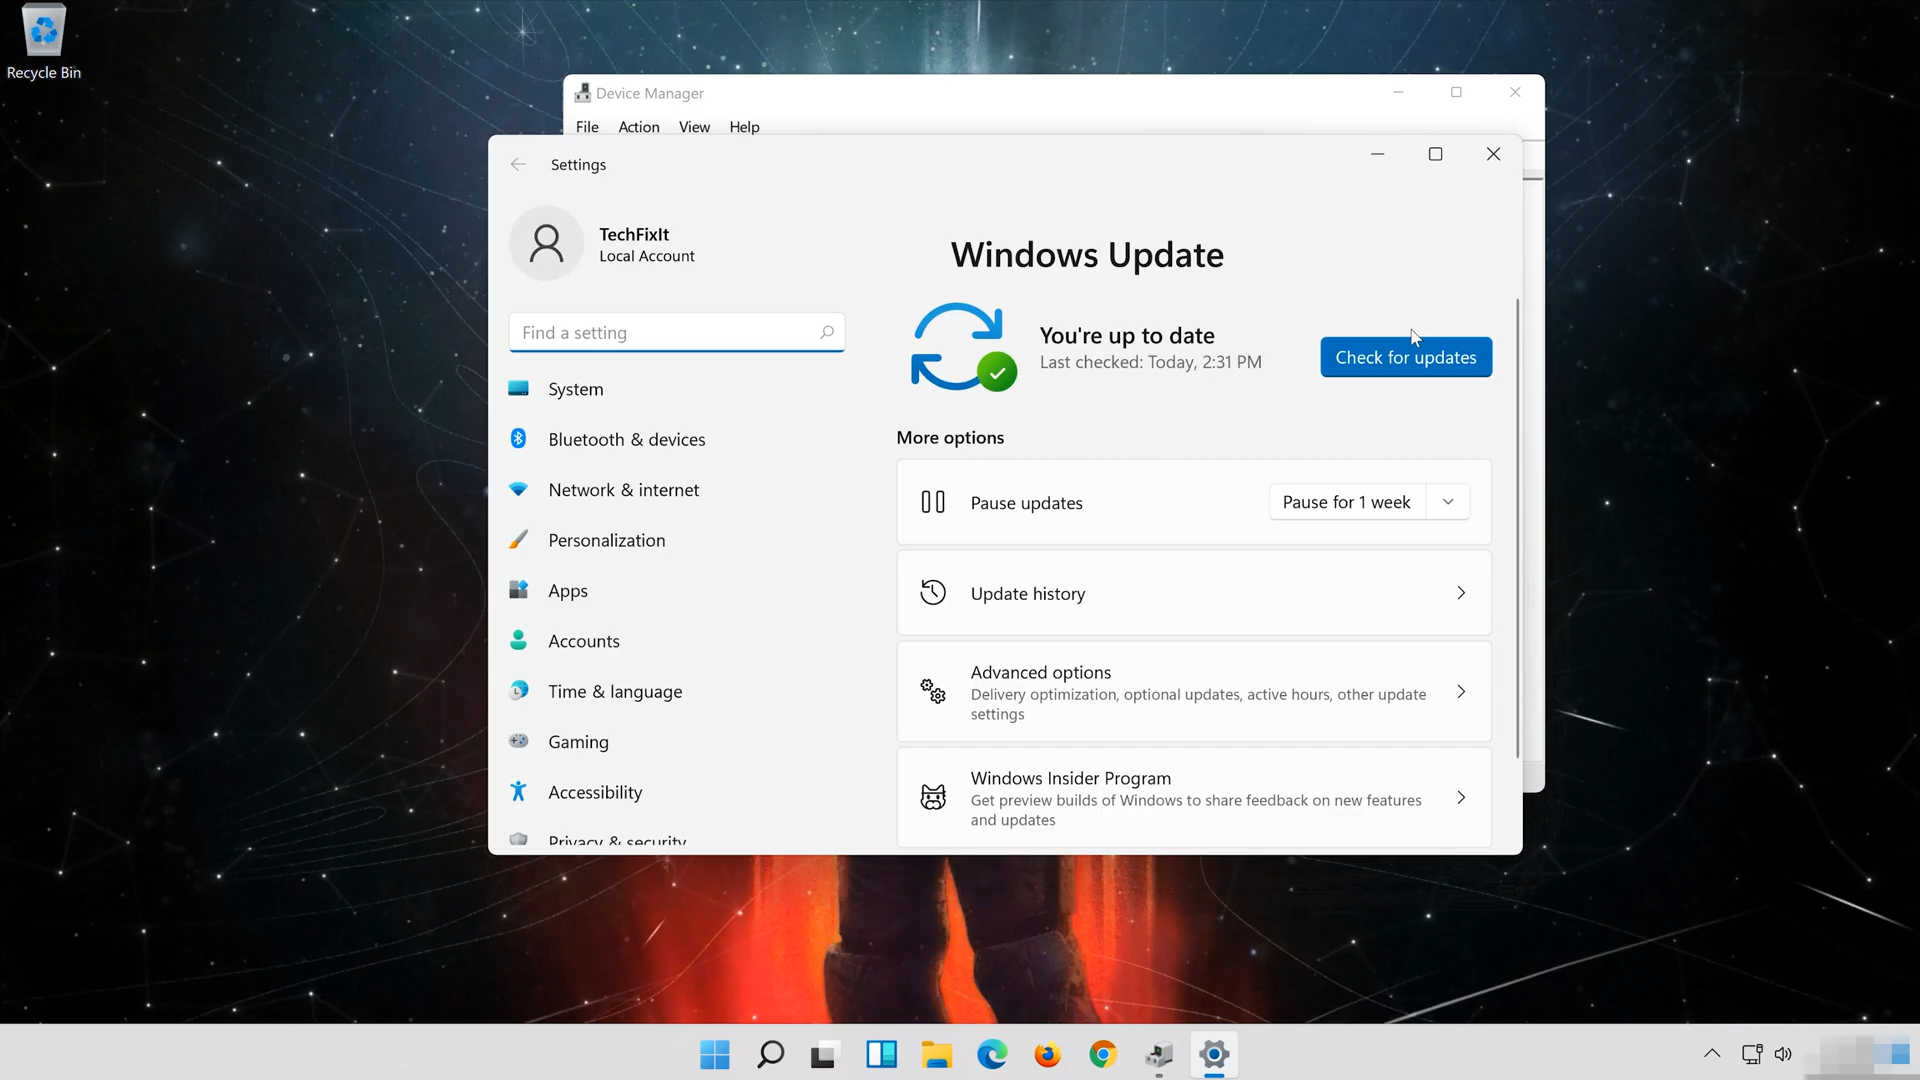 Recycle Bin
Device Manager
File Action View Help
Settings
TechFixIt
Local Account
Find a setting
System
Bluetooth & devices
Network & internet
Personalization
Apps
Accounts
Time & language
Gaming
Accessibility
Privacy & security
Windows Update
You're up to date
Last checked: Today, 2:31 PM
Check for updates
More options
Pause updates
Pause for 1 week
Update history
Advanced options
Delivery optimization, optional updates, active hours, other update
settings
Windows Insider Program
Get preview builds of Windows to share feedback on new features
and updates